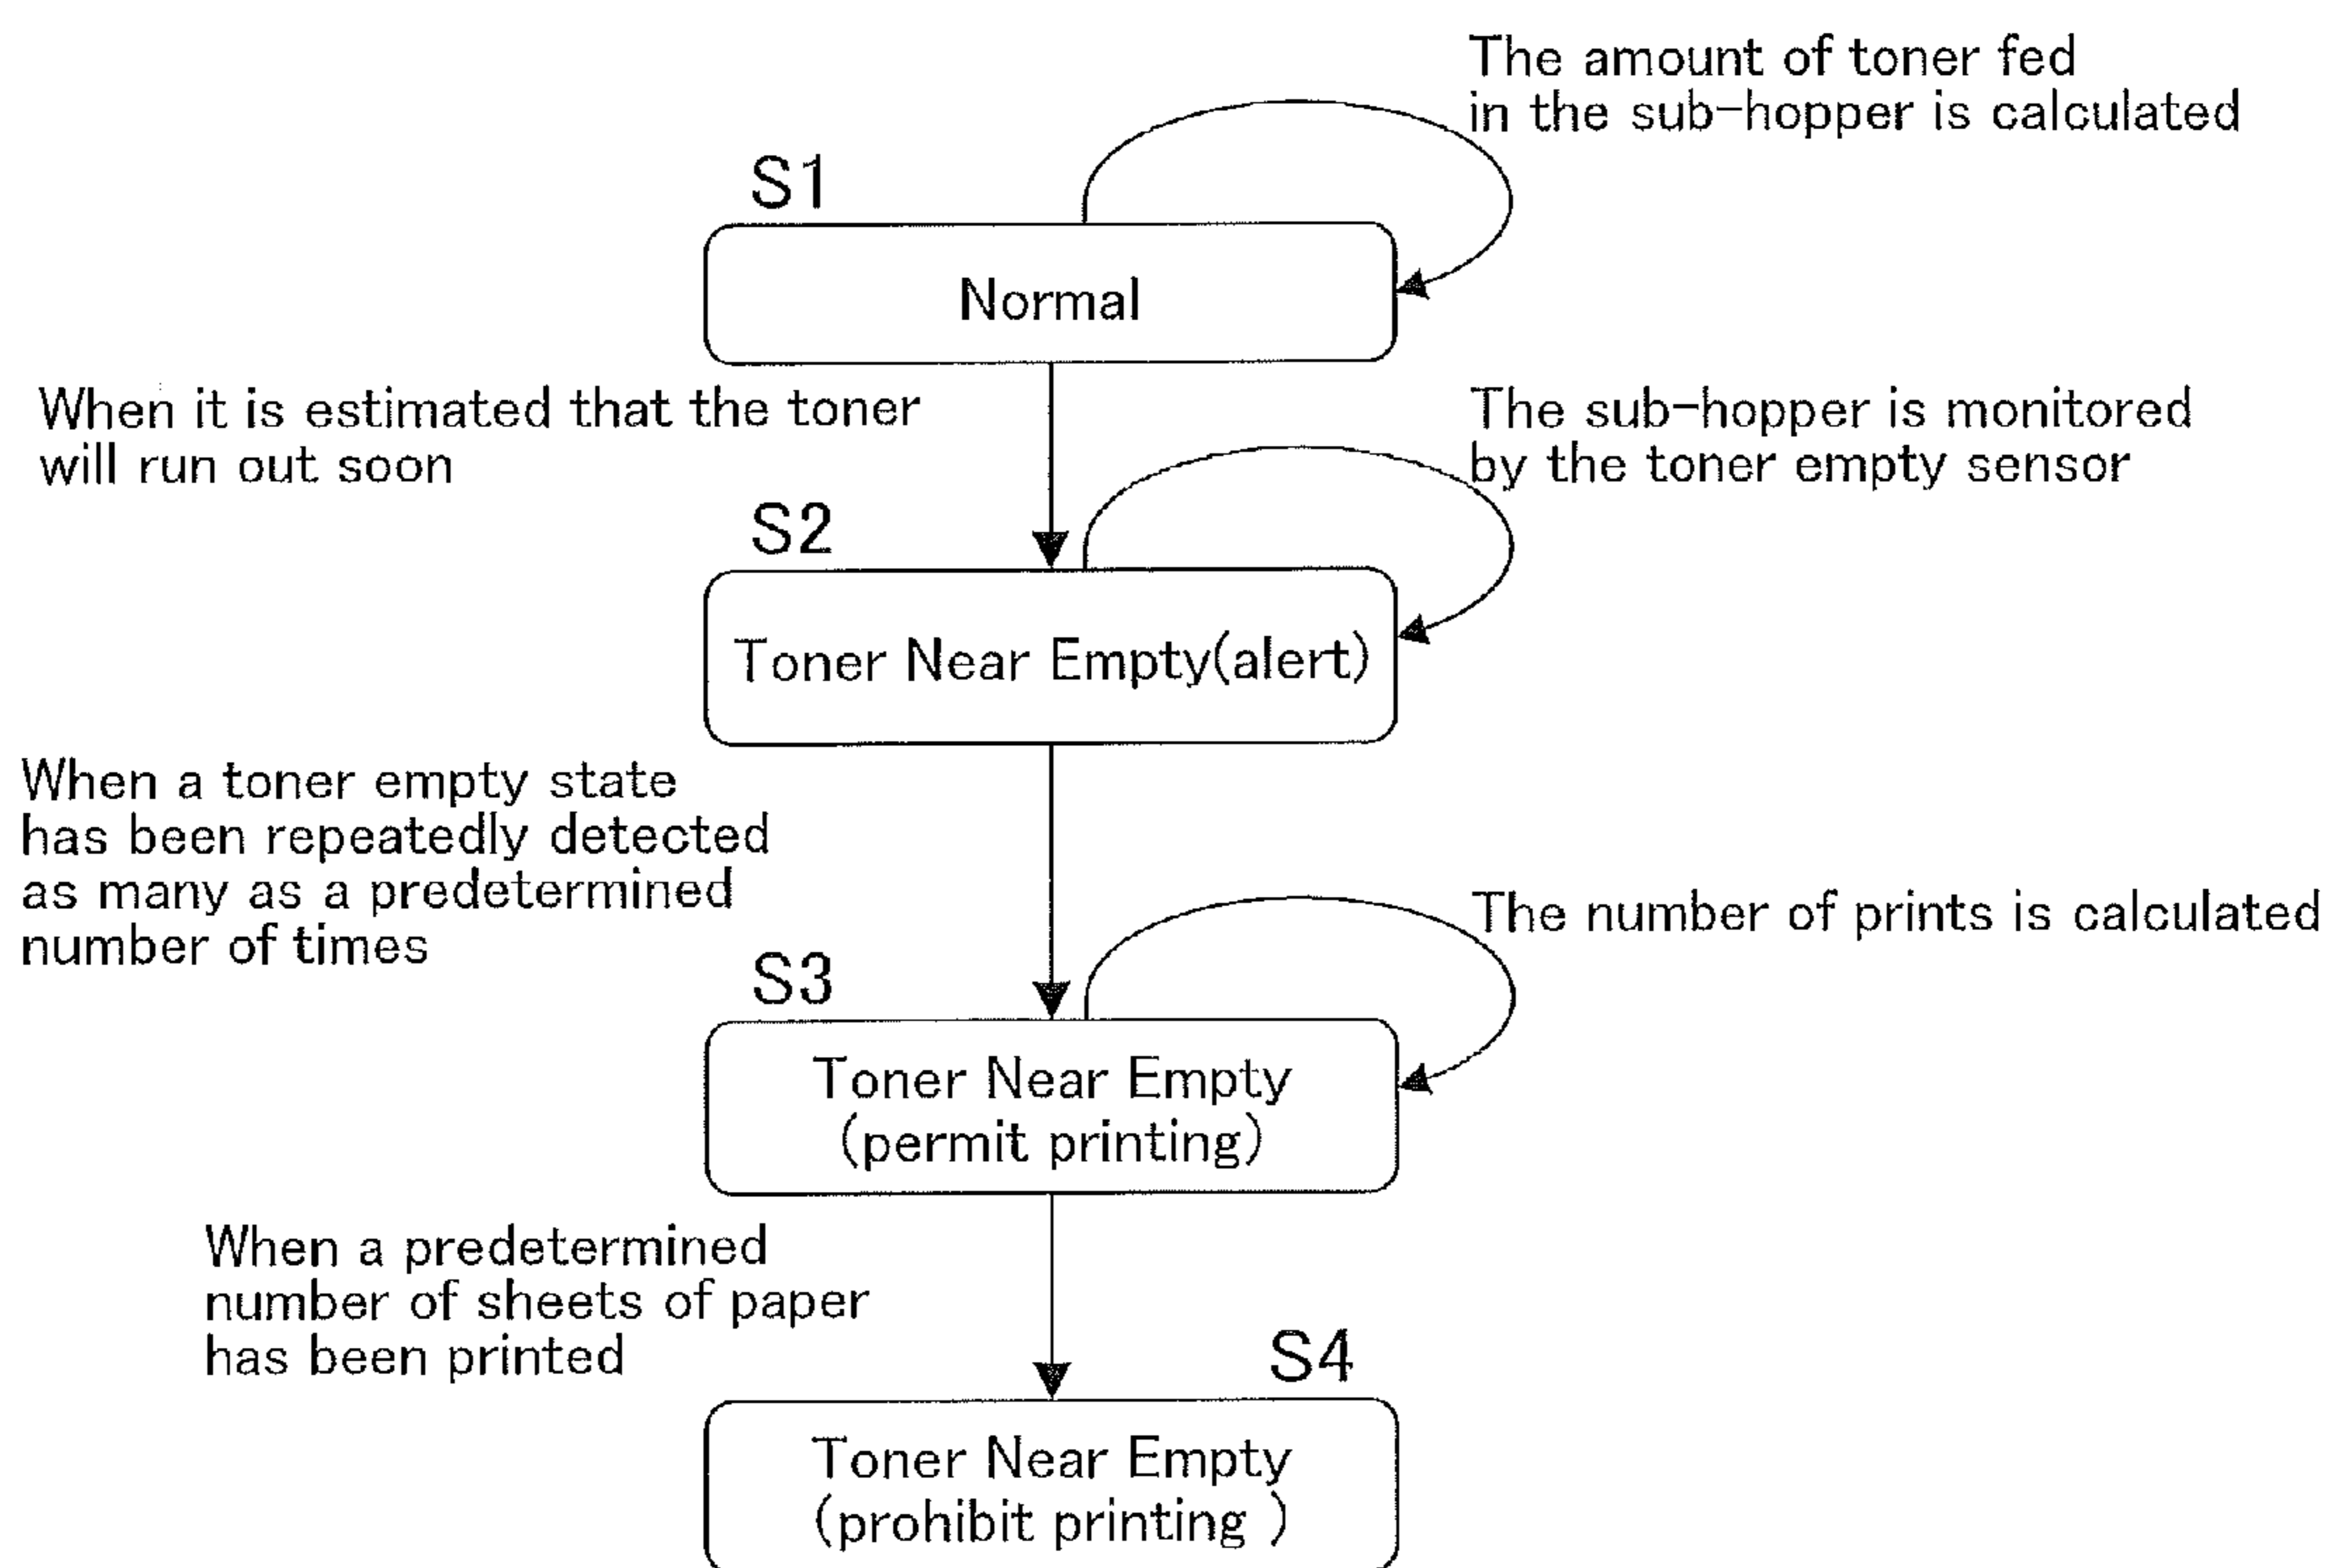 The amount of toner fed
in the sub-hopper is calculated
S1
Normal
When it is estimated that the toner
will run out soon
The sub-hopper is monitored
by the toner empty sensor
S2
Toner Near Empty(alert)
When a toner empty state
has been repeatedly detected
as many as a predetermined
number of times
The number of prints is calculated
S3
Toner Near Empty
(permit printing)
When a predetermined
number of sheets of paper
has been printed
S4
Toner Near Empty
(prohibit printing )